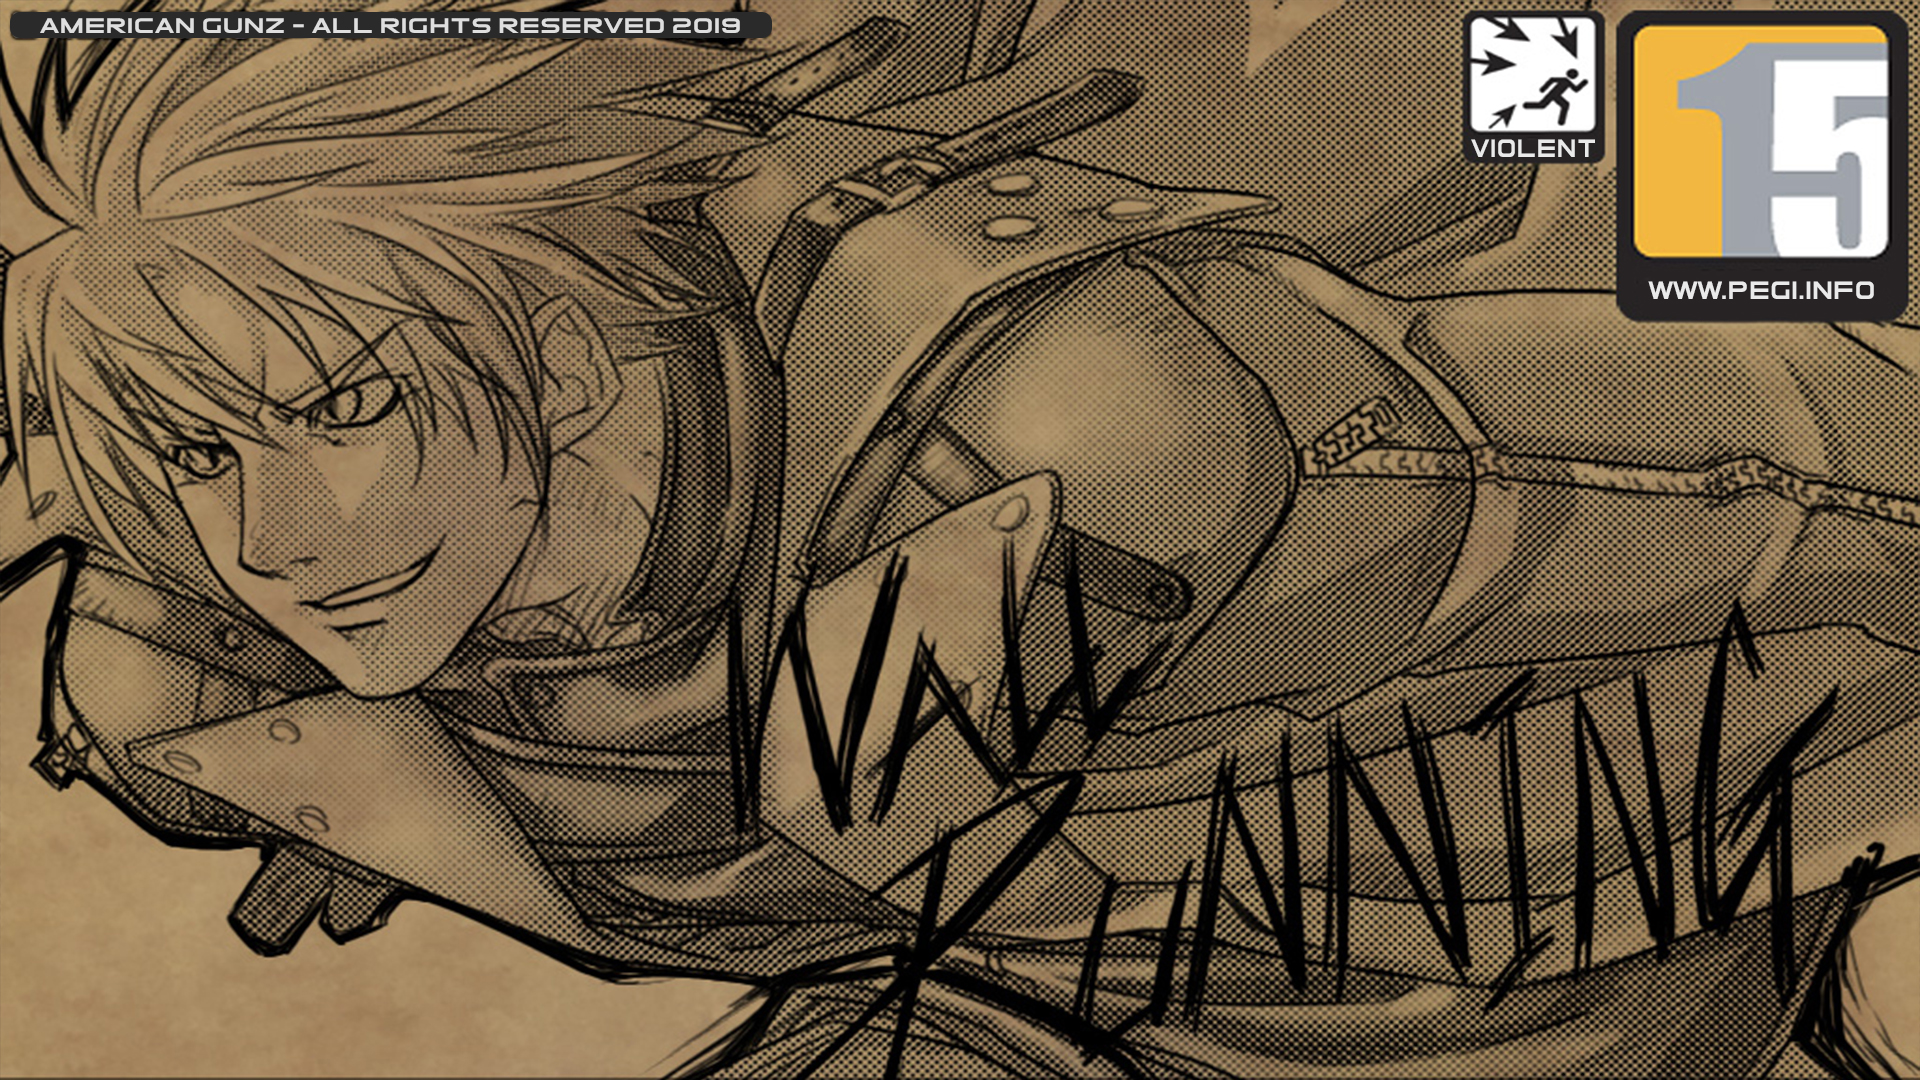 AMERICAN GUNZ - ALL RIGHTS RESERVED 2019
VIOLENT
15
WWW.PEGI.INFO
WALL
RUNNING